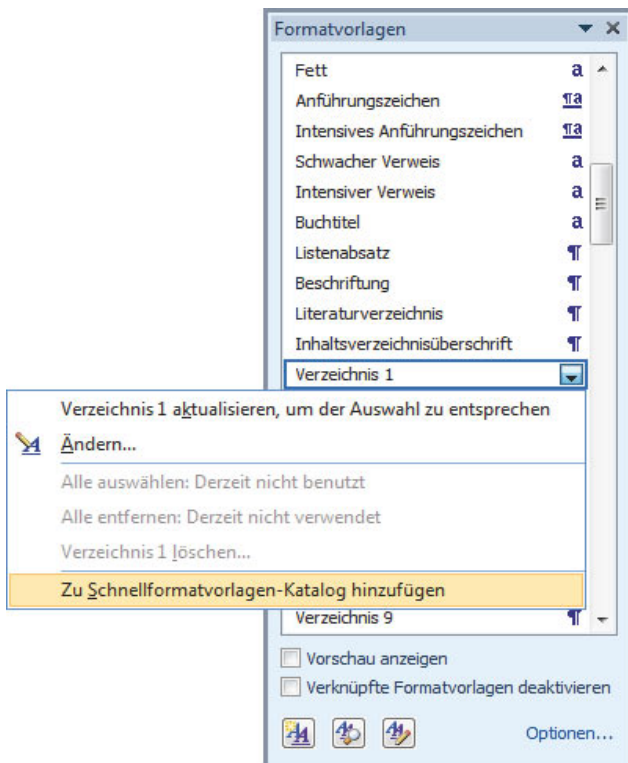 Formatvorlagen
Fett a
Anführungszeichen ¶a
Intensives Anführungszeichen ¶a
Schwacher Verweis a
Intensiver Verweis a
Buchtitel a
Listenabsatz ¶
Beschriftung ¶
Literaturverzeichnis ¶
Inhaltsverzeichnisüberschrift ¶
Verzeichnis 1
Verzeichnis 1 aktualisieren, um der Auswahl zu entsprechen
Ändern...
Alle auswählen: Derzeit nicht benutzt
Alle entfernen: Derzeit nicht verwendet
Verzeichnis 1 löschen...
Zu Schnellformatvorlagen-Katalog hinzufügen
Verzeichnis 9 ¶
Vorschau anzeigen
Verknüpfte Formatvorlagen deaktivieren
Optionen...